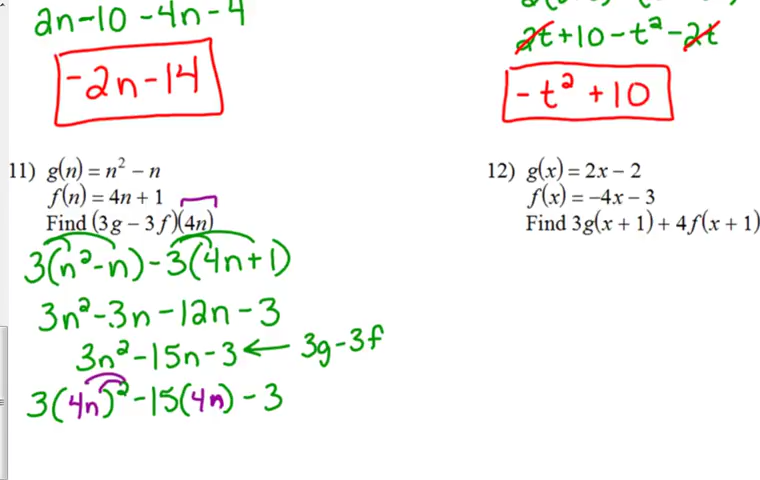 2n-10 -4n-4
-2n-14
2t+10-t²-2t
-t²+10
11) g(n) = n² − n
f(n) = 4n + 1
Find (3g − 3f)(4n)
3(n²-n)-3(4n+1)
3n²-3n-12n-3
3n²-15n-3 ← 3g-3f
3(4n)²-15(4n)-3
12) g(x) = 2x − 2
f(x) = −4x − 3
Find 3g(x + 1) + 4f(x + 1)